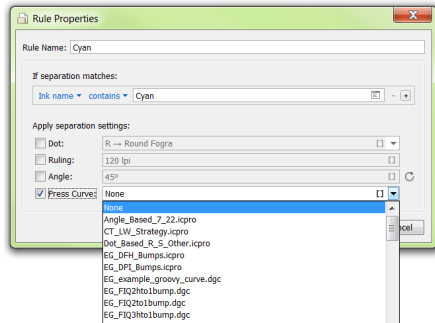 Rule Properties
Rule Name: Cyan
If separation matches:
Ink name contains Cyan
Apply separation settings:
Dot: R → Round Fogra []
Ruling: 120 lpi []
Angle: 45º []
Press Curve: None []
None
Angle_Based_7_22.icpro
CT_LW_Strategy.icpro
Dot_Based_R_S_Other.icpro
EG_DFH_Bumps.icpro
EG_DPI_Bumps.icpro
EG_example_groovy_curve.dgc
EG_FIQ2hto1bump.dgc
EG_FIQ2to1bump.dgc
EG_FIQ3hto1bump.dgc
cel